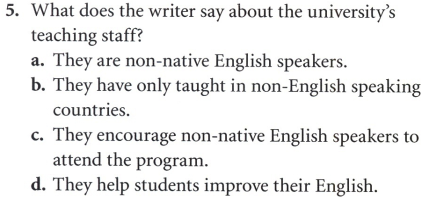 5. What does the writer say about the university's
teaching staff?
a. They are non-native English speakers.
b. They have only taught in non-English speaking
countries.
c. They encourage non-native English speakers to
attend the program.
d. They help students improve their English.